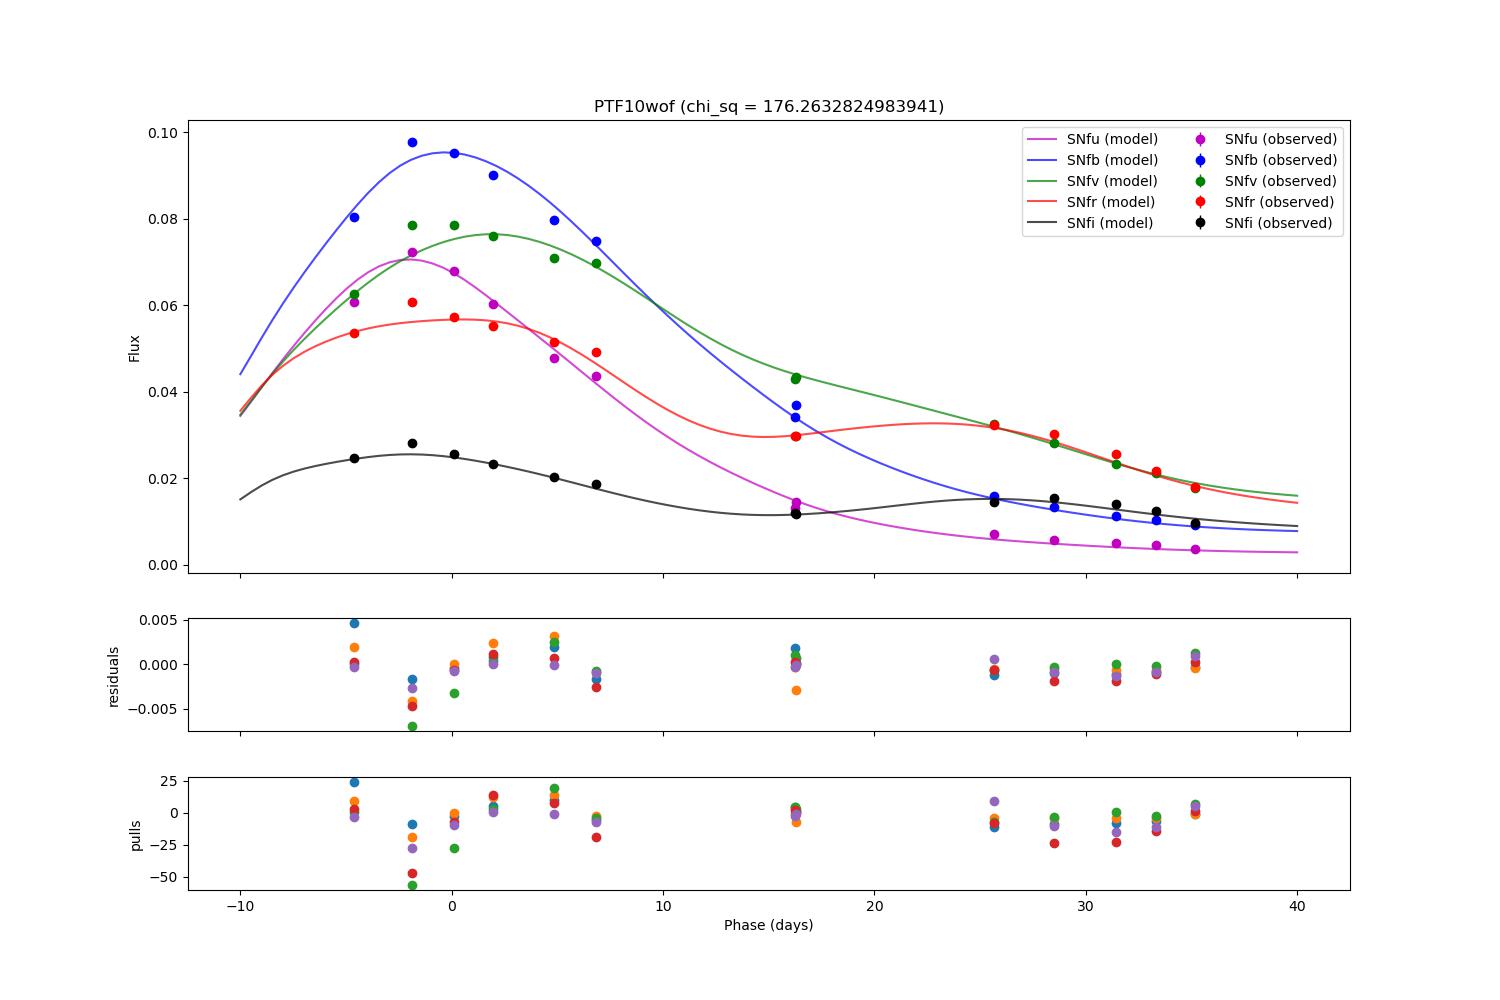 PTF10wof (chi_sq = 176.2632824983941)
0.10
0.08
0.06
0.04
0.02
0.00
Flux
SNfu (model)
SNfb (model)
SNfv (model)
SNfr (model)
SNfi (model)
SNfu (observed)
SNfb (observed)
SNfv (observed)
SNfr (observed)
SNfi (observed)
0.005
0.000
−0.005
residuals
25
0
−25
−50
pulls
−10 0 10 20 30 40
Phase (days)